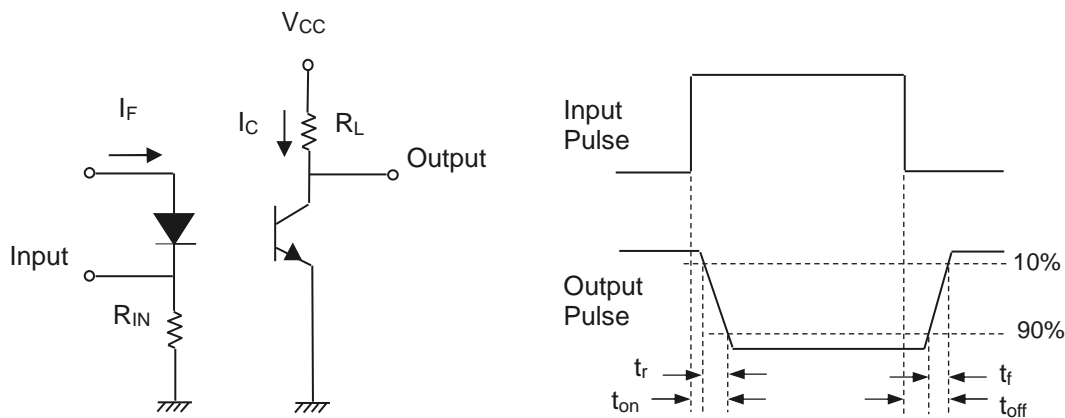 VCC
IF
IC
RL
Output
Input
RIN
Input
Pulse
10%
Output
Pulse
90%
tr
tf
ton
toff